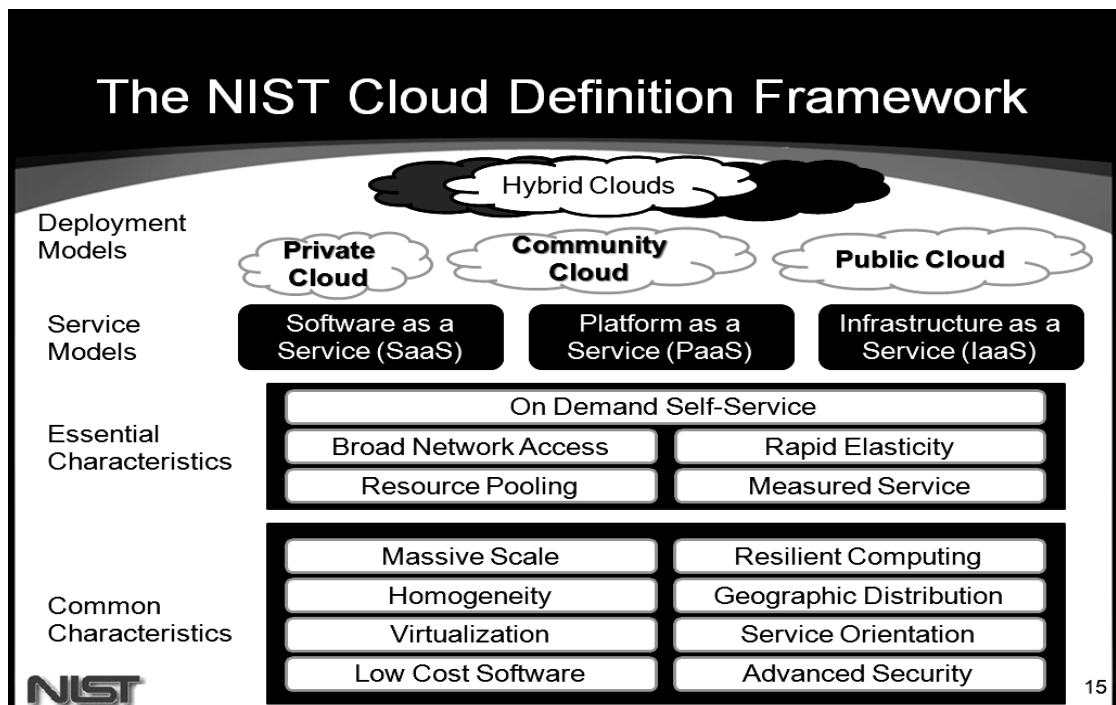 The NIST Cloud Definition Framework
Hybrid Clouds
Deployment
Models
Private
Cloud
Community
Cloud
Public Cloud
Service
Models
Software as a
Service (SaaS)
Platform as a
Service (PaaS)
Infrastructure as a
Service (IaaS)
Essential
Characteristics
On Demand Self-Service
Broad Network Access
Rapid Elasticity
Resource Pooling
Measured Service
Common
Characteristics
Massive Scale
Resilient Computing
Homogeneity
Geographic Distribution
Virtualization
Service Orientation
Low Cost Software
Advanced Security
NIST
15